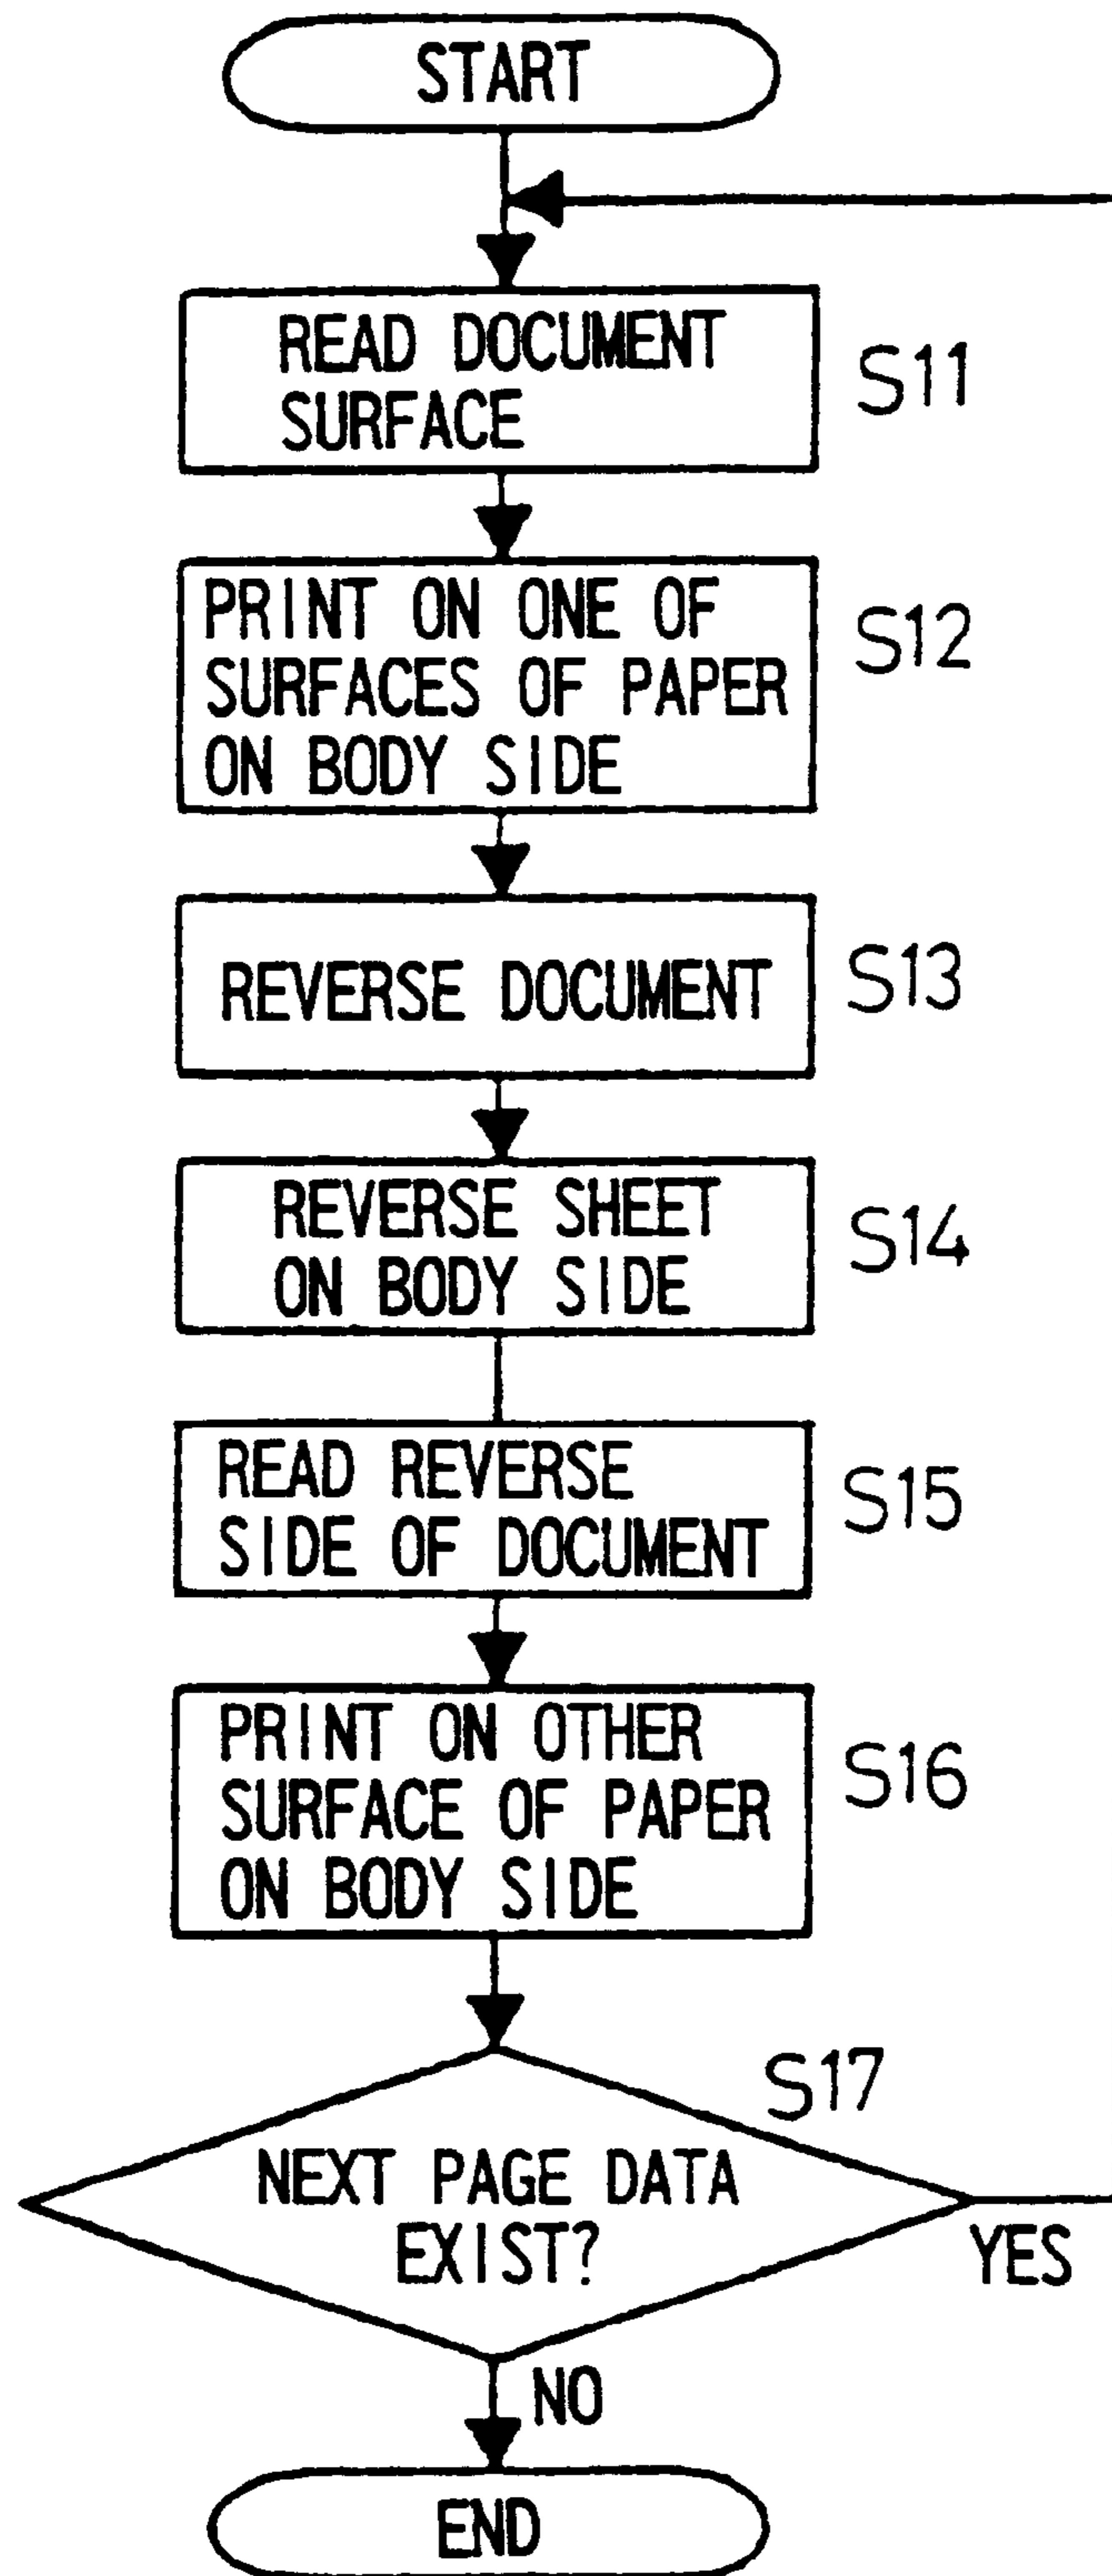 START
READ DOCUMENT
SURFACE
S11
PRINT ON ONE OF
SURFACES OF PAPER
ON BODY SIDE
S12
REVERSE DOCUMENT
S13
REVERSE SHEET
ON BODY SIDE
S14
READ REVERSE
SIDE OF DOCUMENT
S15
PRINT ON OTHER
SURFACE OF PAPER
ON BODY SIDE
S16
S17
NEXT PAGE DATA
EXIST?
YES
NO
END